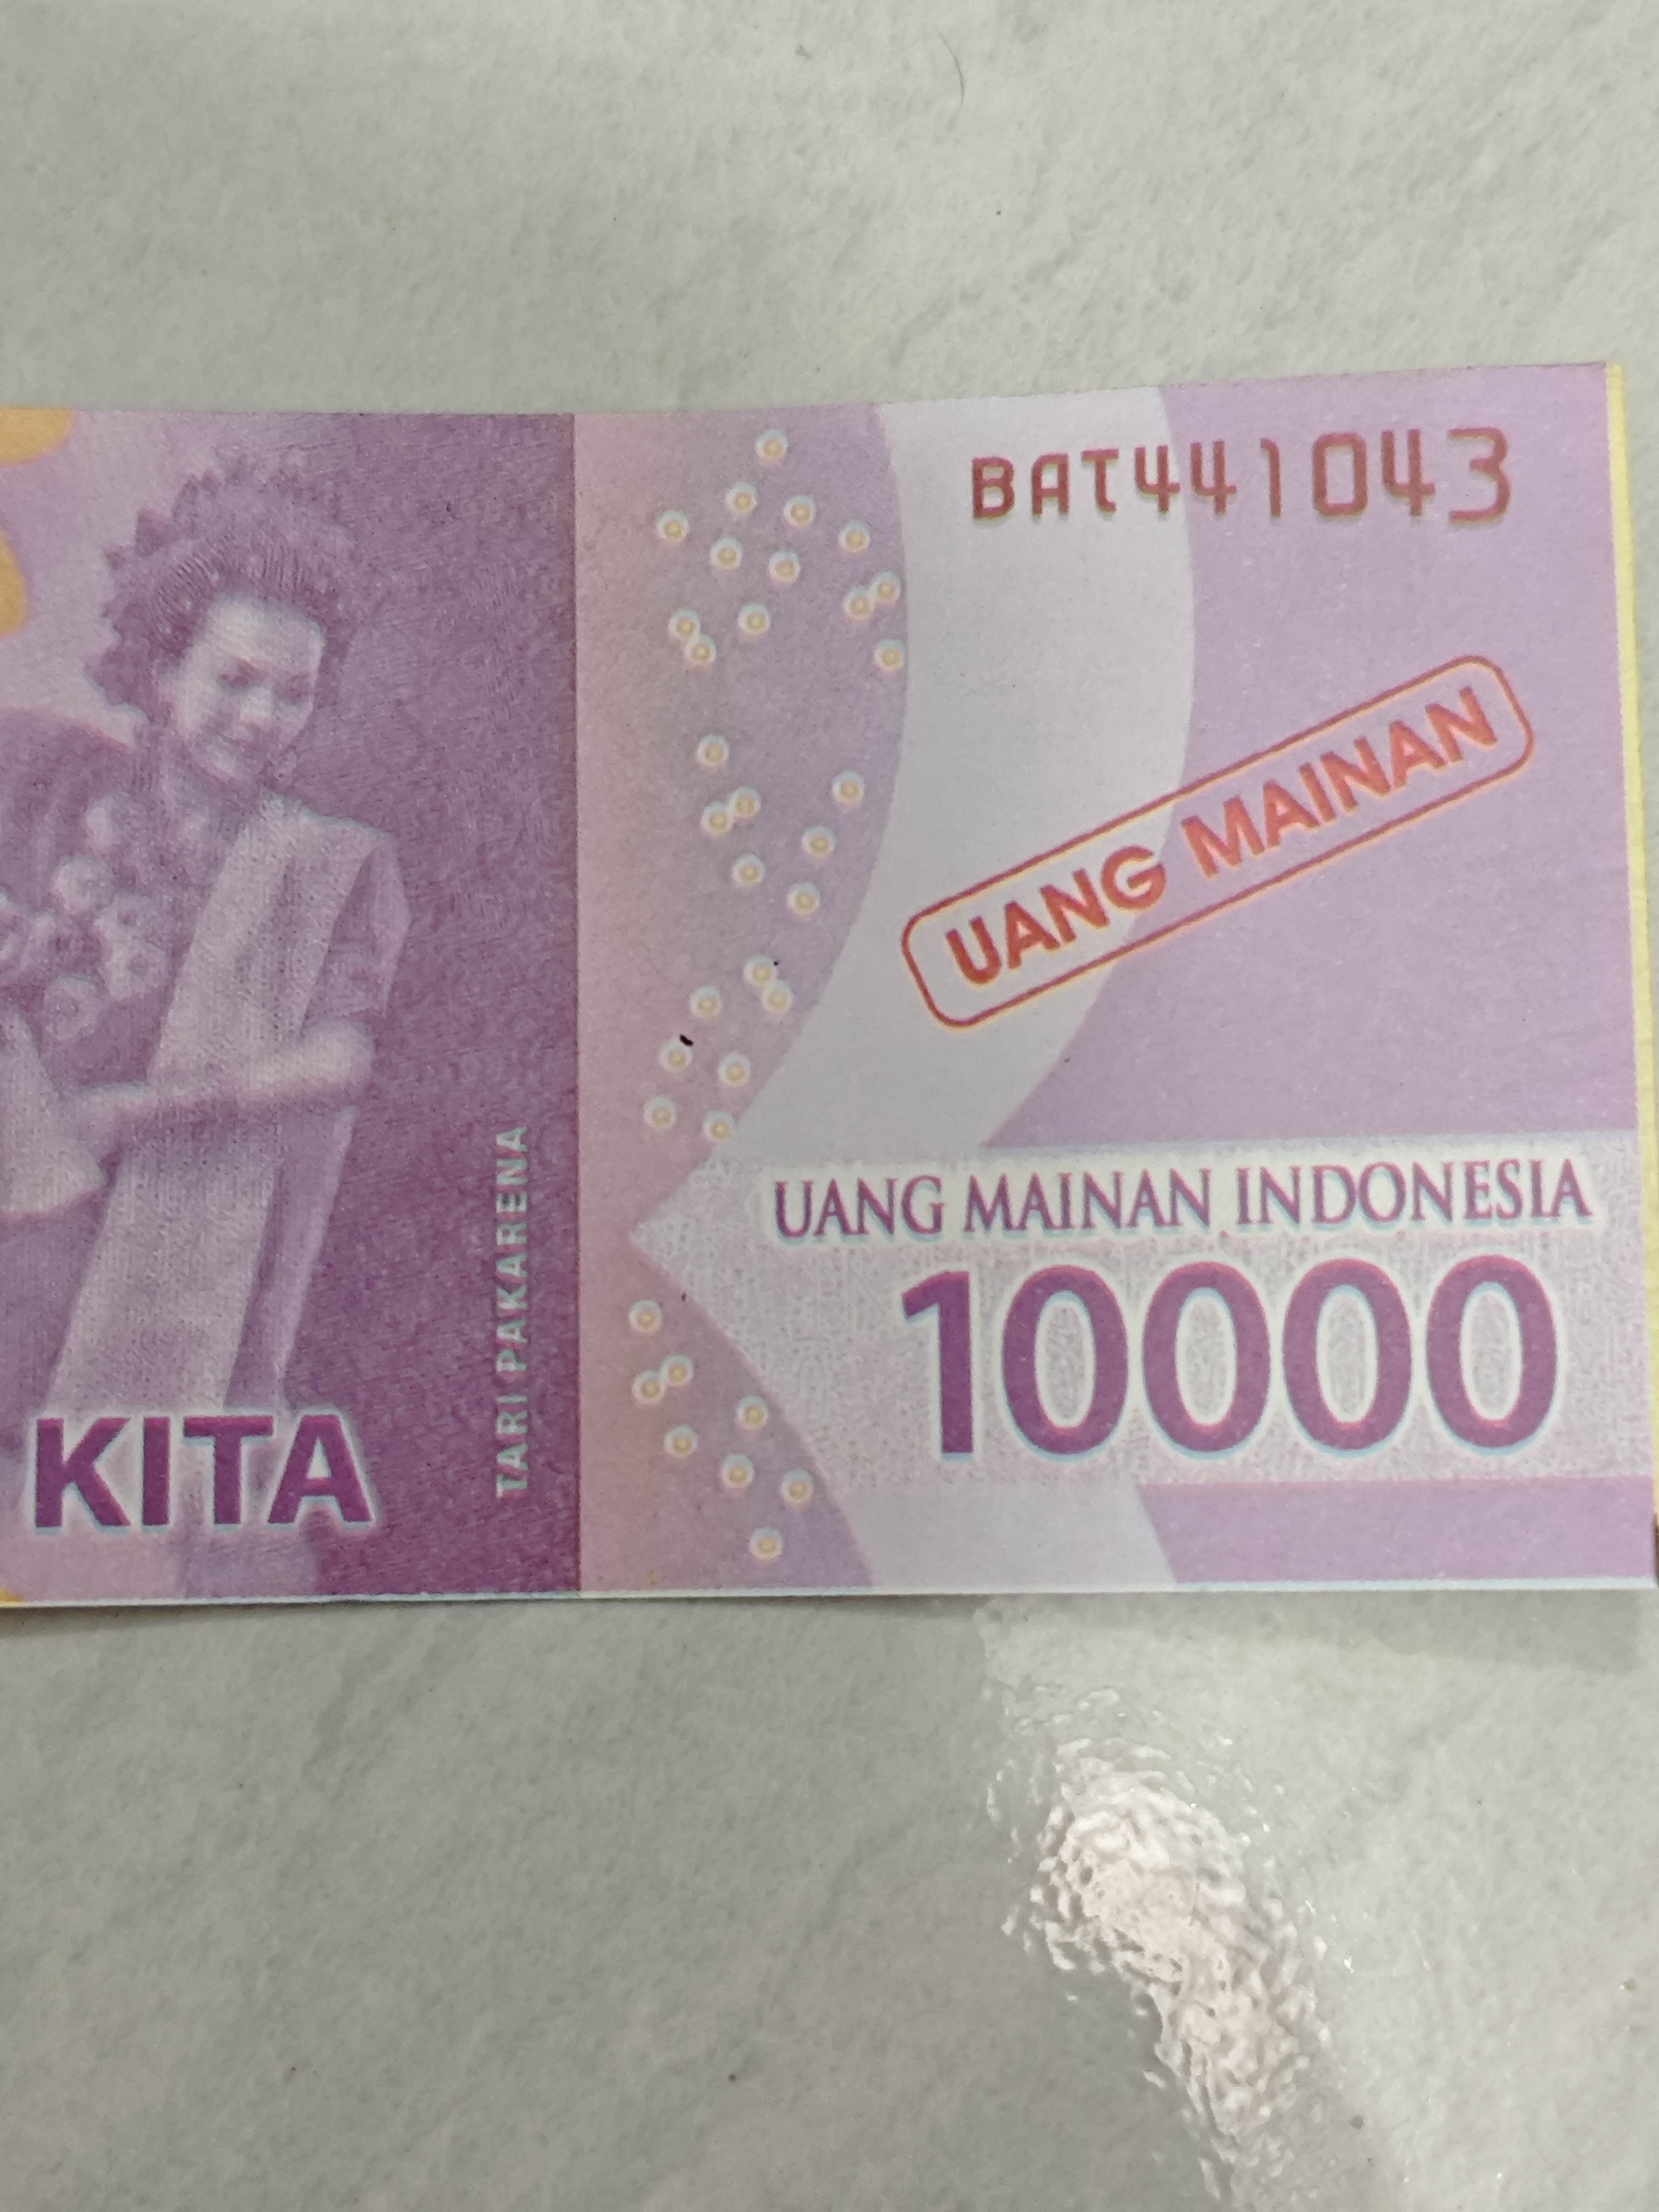 BAT441043
UANG MAINAN
UANG MAINAN INDONESIA
10000
TARI PAKARENA
KITA